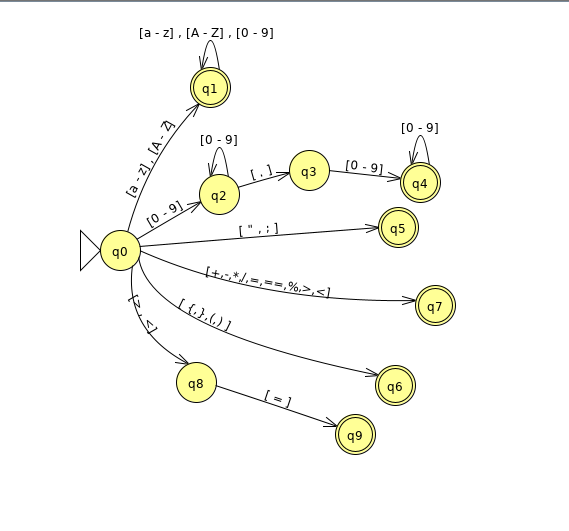 [a - z] , [A - Z] , [0 - 9]
q1
[a - z] , [A - Z]
[0 - 9]
q2
[0 - 9]
[ . ]
q3
[0 - 9]
[0 - 9]
q4
q0
[ " , ; ]
q5
[+,-,*,/,=,==,%,>,<]
q7
[ {,},(,) ]
q6
[>, <]
q8
[ = ]
q9